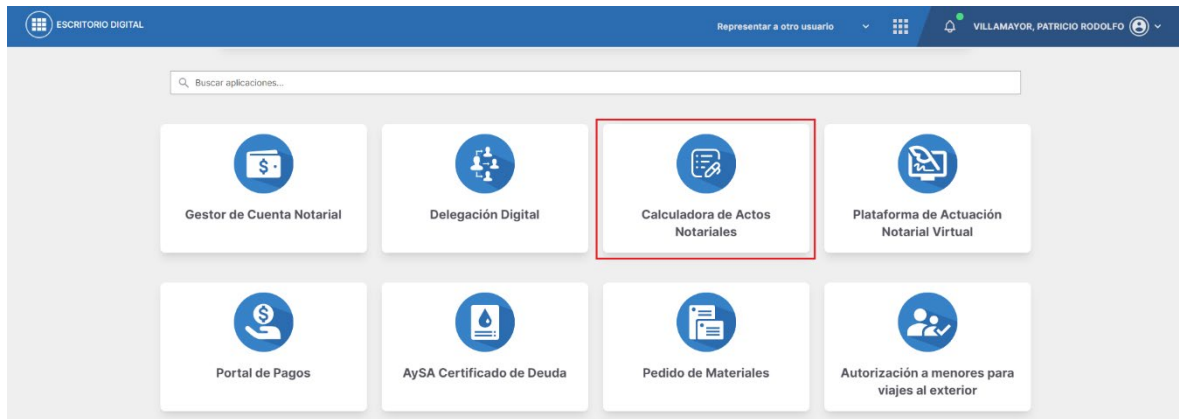 ESCRITORIO DIGITAL
Representar a otro usuario
VILLAMAYOR, PATRICIO RODOLFO
Buscar aplicaciones...
Gestor de Cuenta Notarial
Delegación Digital
Calculadora de Actos
Notariales
Plataforma de Actuación
Notarial Virtual
Portal de Pagos
AySA Certificado de Deuda
Pedido de Materiales
Autorización a menores para
viajes al exterior